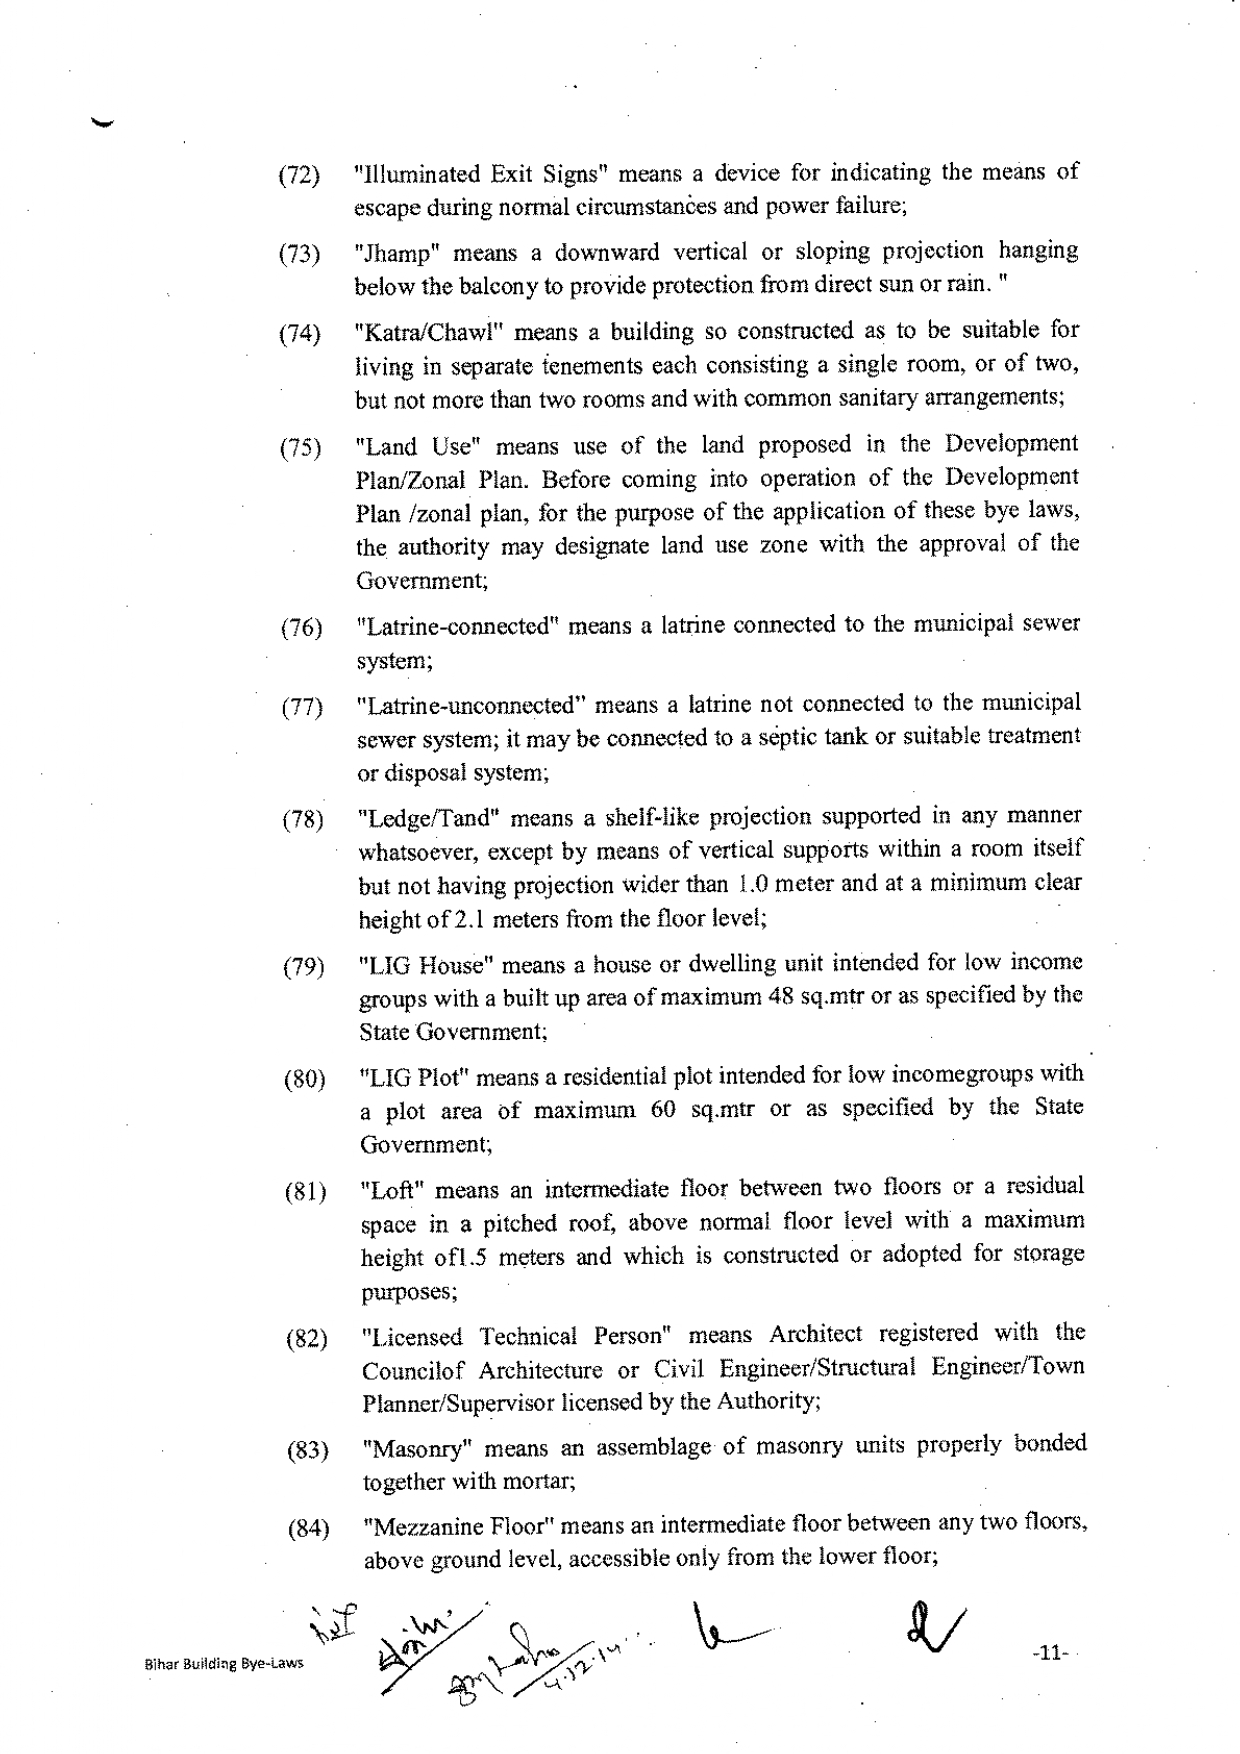 (72) "Illuminated Exit Signs" means a device for indicating the means of
escape during normal circumstances and power failure;
(73) "Jhamp" means a downward vertical or sloping projection hanging
below the balcony to provide protection from direct sun or rain. "
(74) "Katra/Chawl" means a building so constructed as to be suitable for
living in separate tenements each consisting a single room, or of two,
but not more than two rooms and with common sanitary arrangements;
(75) "Land Use" means use of the land proposed in the Development
Plan/Zonal Plan. Before coming into operation of the Development
Plan /zonal plan, for the purpose of the application of these bye laws,
the authority may designate land use zone with the approval of the
Government;
(76) "Latrine-connected" means a latrine connected to the municipal sewer
system;
(77) "Latrine-unconnected" means a latrine not connected to the municipal
sewer system; it may be connected to a septic tank or suitable treatment
or disposal system;
(78) "Ledge/Tand" means a shelf-like projection supported in any manner
whatsoever, except by means of vertical supports within a room itself
but not having projection wider than 1.0 meter and at a minimum clear
height of 2.1 meters from the floor level;
(79) "LIG House" means a house or dwelling unit intended for low income
groups with a built up area of maximum 48 sq.mtr or as specified by the
State Government;
(80) "LIG Plot" means a residential plot intended for low incomegroups with
a plot area of maximum 60 sq.mtr or as specified by the State
Government;
(81) "Loft" means an intermediate floor between two floors or a residual
space in a pitched roof, above normal floor level with a maximum
height of1.5 meters and which is constructed or adopted for storage
purposes;
(82) "Licensed Technical Person" means Architect registered with the
Councilof Architecture or Civil Engineer/Structural Engineer/Town
Planner/Supervisor licensed by the Authority;
(83) "Masonry" means an assemblage of masonry units properly bonded
together with mortar;
(84) "Mezzanine Floor" means an intermediate floor between any two floors,
above ground level, accessible only from the lower floor;
4.12.14
Bihar Building Bye-Laws -11-